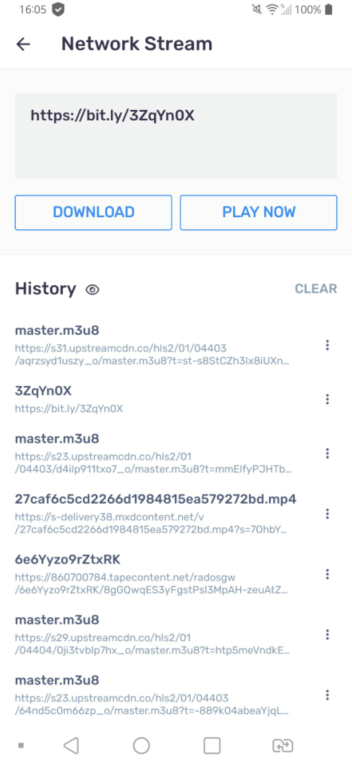 16:05
100%
Network Stream
https://bit.ly/3ZqYn0X
DOWNLOAD
PLAY NOW
History
CLEAR
master.m3u8
https://s31.upstreamcdn.co/hls2/01/04403
/aqrzsyd1uszy_o/master.m3u8?t=st-s8StCZh3Ix8iUXn...
3ZqYn0X
https://bit.ly/3ZqYn0X
master.m3u8
https://s23.upstreamcdn.co/hls2/01
/04403/d4ilp911txo7_o/master.m3u8?t=mmElfyPJHTb...
27caf6c5cd2266d1984815ea579272bd.mp4
https://s-delivery38.mxdcontent.net/v
/27caf6c5cd2266d1984815ea579272bd.mp4?s=7OhbY...
6e6Yyzo9rZtxRK
https://860700784.tapecontent.net/radosgw
/6e6Yyzo9rZtxRK/8gGQwqES3yFgstPsI3MpAH-zeuAtZ...
master.m3u8
https://s29.upstreamcdn.co/hls2/01
/04404/0ji3tvblp7hx_o/master.m3u8?t=htp5meVndkE...
master.m3u8
https://s23.upstreamcdn.co/hls2/01/04403
/64nd5c0m66zp_o/master.m3u8?t=-889k04abeaYjqL...